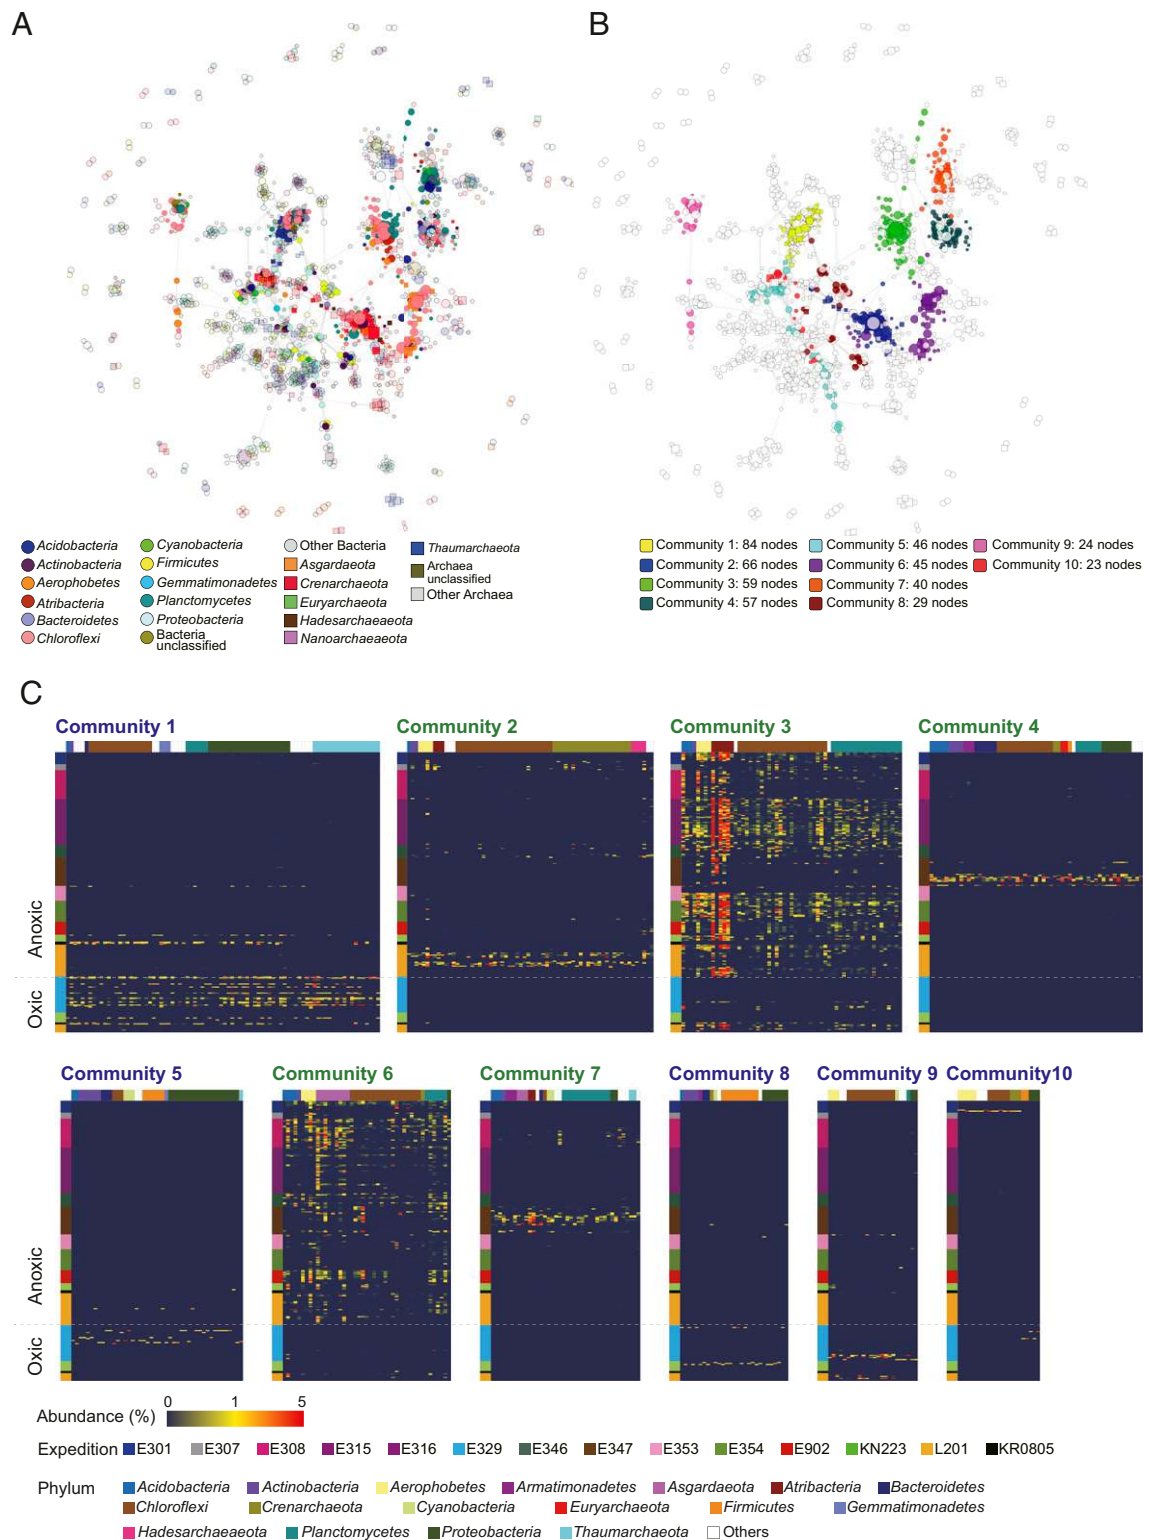 A
B
Acidobacteria
Actinobacteria
Aerophobetes
Atribacteria
Bacteroidetes
Chloroflexi
Cyanobacteria
Firmicutes
Gemmatimonadetes
Planctomycetes
Proteobacteria
Bacteria
unclassified
Other Bacteria
Asgardaeota
Crenarchaeota
Euryarchaeota
Hadesarchaeaeota
Nanoarchaeaeota
Thaumarchaeota
Archaea
unclassified
Other Archaea
Community 1: 84 nodes
Community 2: 66 nodes
Community 3: 59 nodes
Community 4: 57 nodes
Community 5: 46 nodes
Community 6: 45 nodes
Community 7: 40 nodes
Community 8: 29 nodes
Community 9: 24 nodes
Community 10: 23 nodes
C
Community 1 Community 2 Community 3 Community 4
Anoxic
Oxic
Community 5 Community 6 Community 7 Community 8 Community 9 Community10
Anoxic
Oxic
0 1 5
Abundance (%)
Expedition E301 E307 E308 E315 E316 E329 E346 E347 E353 E354 E902 KN223 L201 KR0805
Phylum Acidobacteria Actinobacteria Aerophobetes Armatimonadetes Asgardaeota Atribacteria Bacteroidetes
Chloroflexi Crenarchaeota Cyanobacteria Euryarchaeota Firmicutes Gemmatimonadetes
Hadesarchaeaeota Planctomycetes Proteobacteria Thaumarchaeota Others